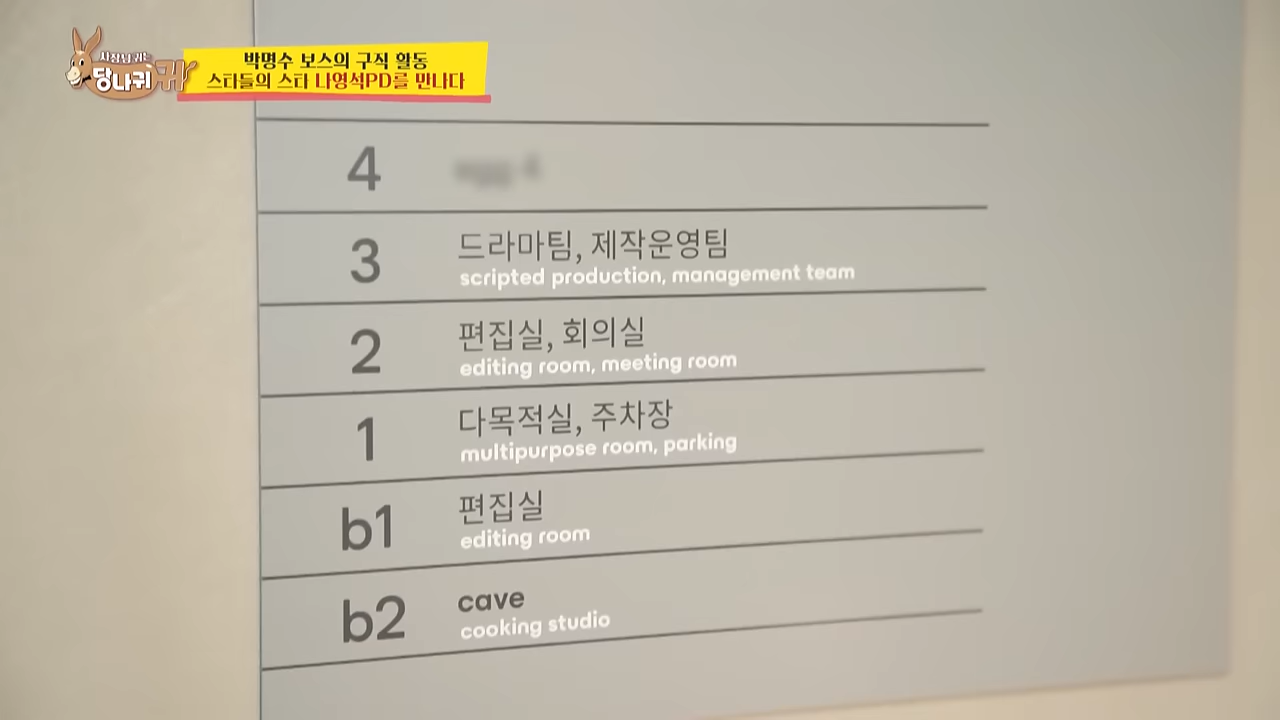 사장님 귀는
당나귀 귀
박명수 보스의 구직 활동
스타들의 스타 나영석PD를 만나다
4
3 드라마팀, 제작운영팀
scripted production, management team
2 편집실, 회의실
editing room, meeting room
1 다목적실, 주차장
multipurpose room, parking
b1 편집실
editing room
b2 cave
cooking studio